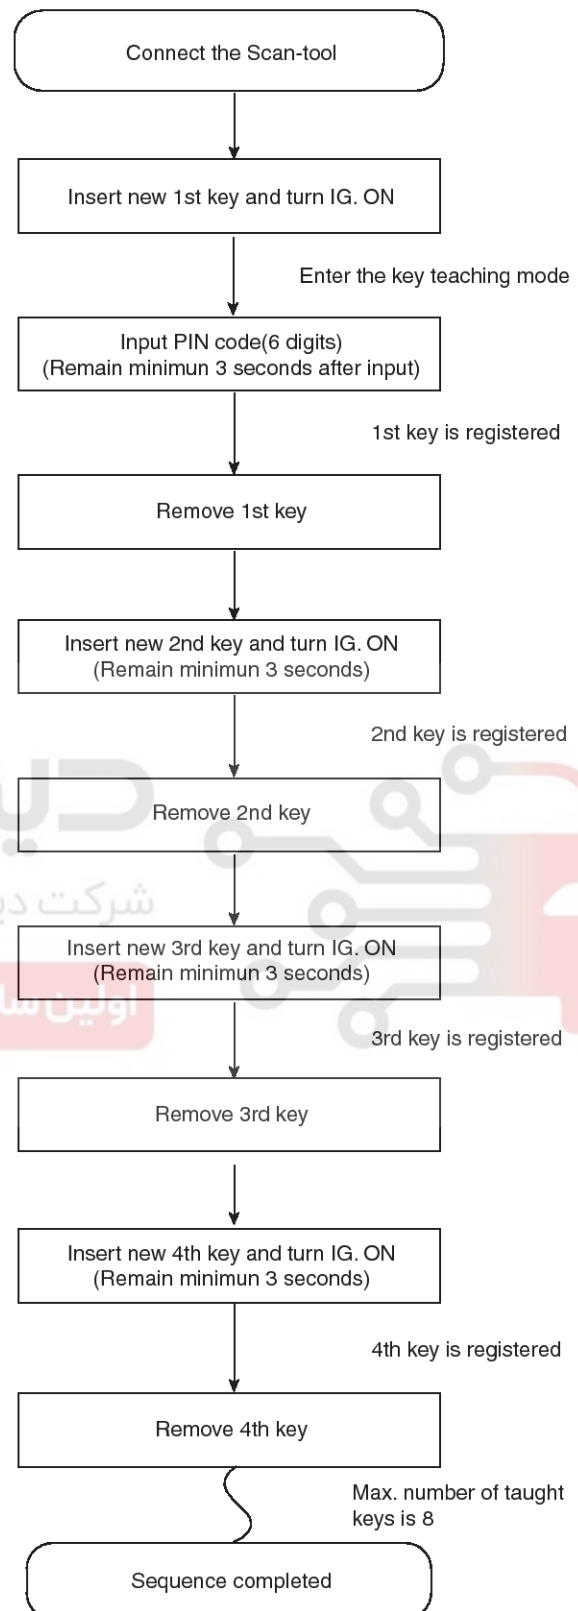 Connect the Scan-tool
Insert new 1st key and turn IG. ON
Enter the key teaching mode
Input PIN code(6 digits)
(Remain minimun 3 seconds after input)
1st key is registered
Remove 1st key
Insert new 2nd key and turn IG. ON
(Remain minimun 3 seconds)
2nd key is registered
Remove 2nd key
شرکت دی
Insert new 3rd key and turn IG. ON
(Remain minimun 3 seconds)
اولین سا
3rd key is registered
Remove 3rd key
Insert new 4th key and turn IG. ON
(Remain minimun 3 seconds)
4th key is registered
Remove 4th key
Max. number of taught
keys is 8
Sequence completed